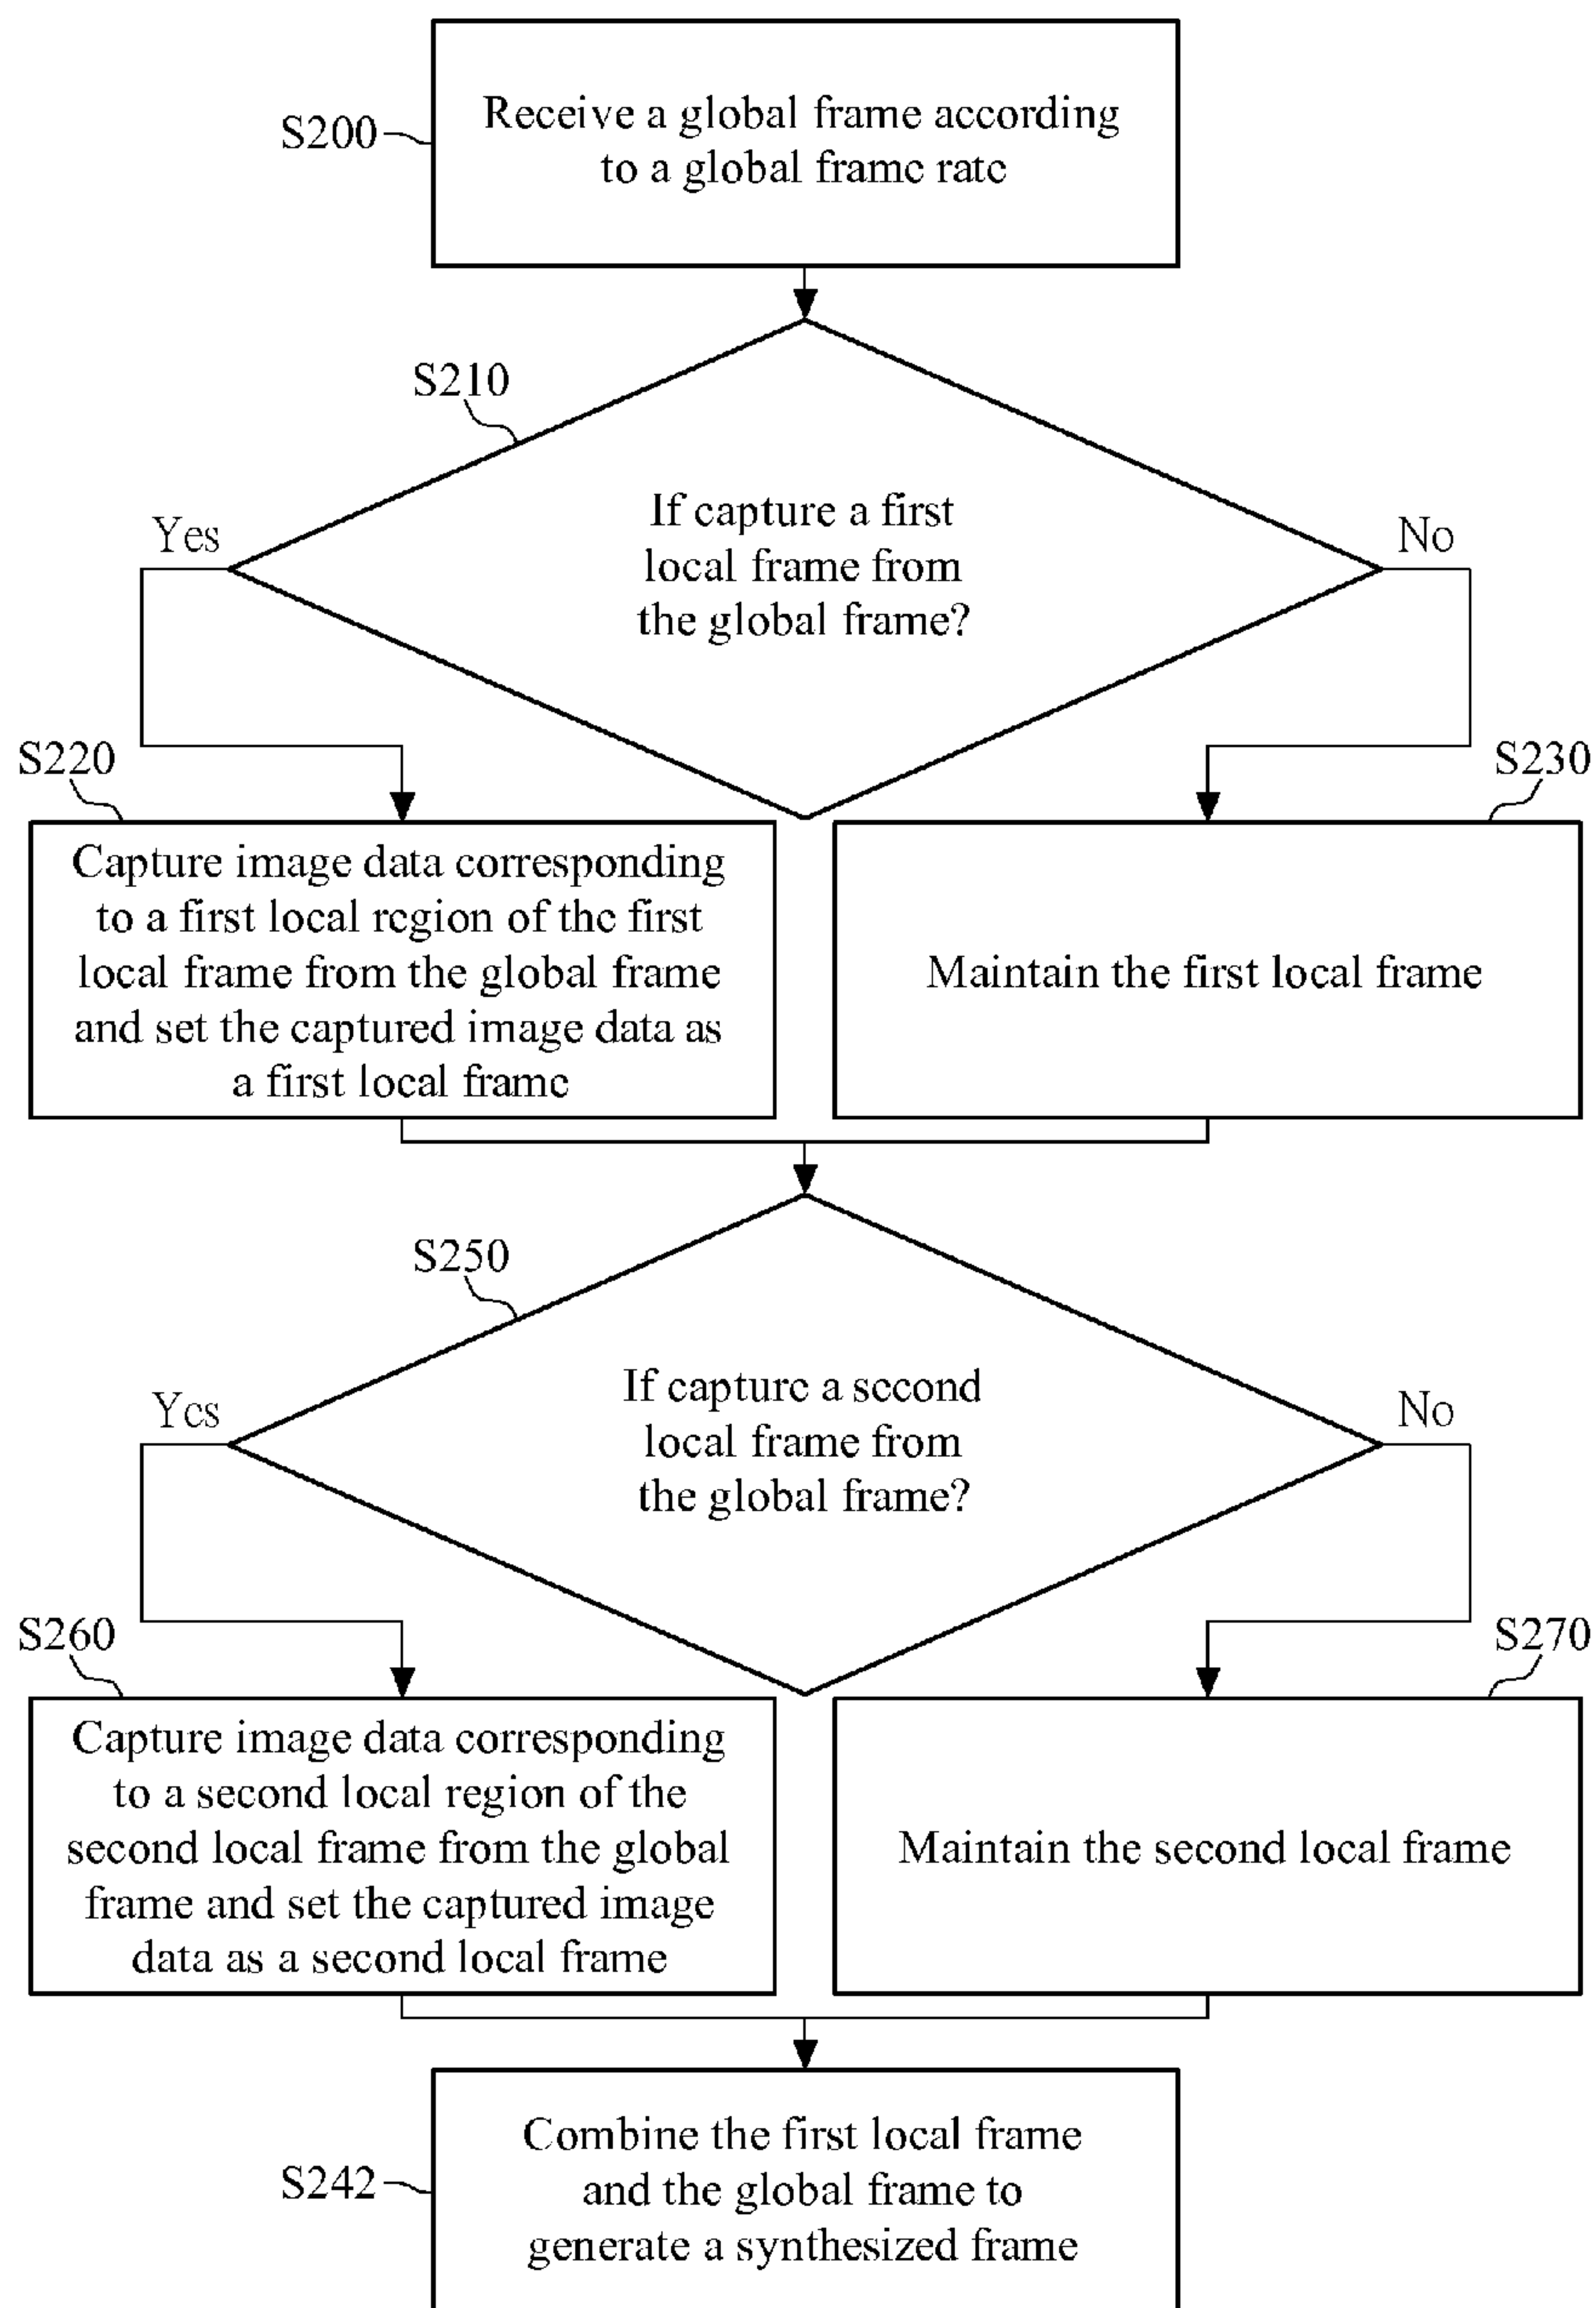 Receive a global frame according
to a global frame rate
S200
S210
If capture a first
local frame from
the global frame?
Yes
No
S220
S230
Capture image data corresponding
to a first local region of the first
local frame from the global frame
and set the captured image data as
a first local frame
Maintain the first local frame
S250
If capture a second
local frame from
the global frame?
Yes
No
S260
S270
Capture image data corresponding
to a second local region of the
second local frame from the global
frame and set the captured image
data as a second local frame
Maintain the second local frame
S242
Combine the first local frame
and the global frame to
generate a synthesized frame